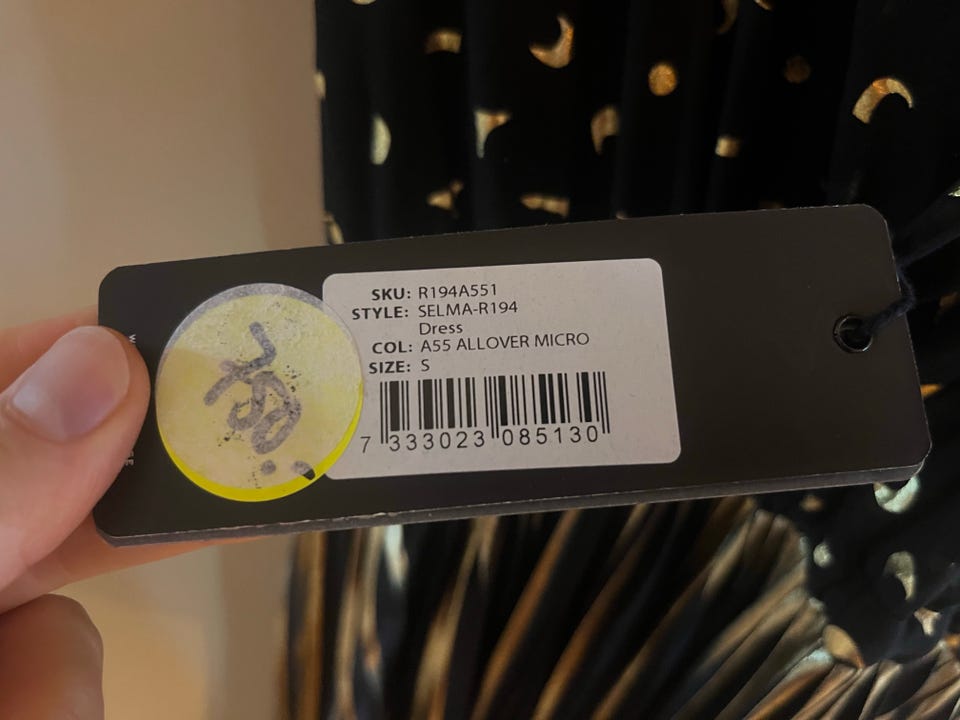 SKU: R194A551
STYLE: SELMA-R194
Dress
COL: A55 ALLOVER MICRO
SIZE: S
7 333023 085130